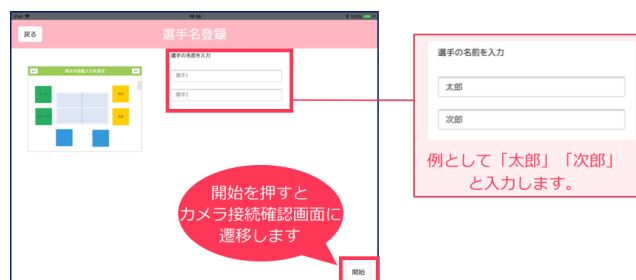 戻る
選手名登録
選手の名前を入力
選手1
選手2
開始を押すと
カメラ接続確認画面に
遷移します
開始
選手の名前を入力
太郎
次郎
例として「太郎」「次郎」
と入力します。